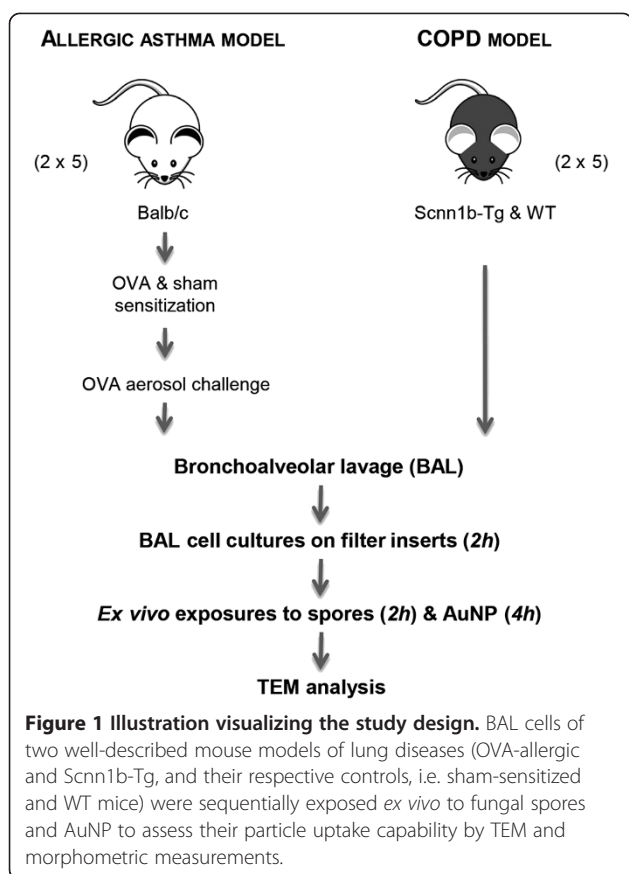 ALLERGIC ASTHMA MODEL
COPD MODEL
(2 x 5)
(2 x 5)
Balb/c
Scnn1b-Tg & WT
OVA & sham
sensitization
OVA aerosol challenge
Bronchoalveolar lavage (BAL)
BAL cell cultures on filter inserts (2h)
Ex vivo exposures to spores (2h) & AuNP (4h)
TEM analysis
Figure 1 Illustration visualizing the study design. BAL cells of
two well-described mouse models of lung diseases (OVA-allergic
and Scnn1b-Tg, and their respective controls, i.e. sham-sensitized
and WT mice) were sequentially exposed ex vivo to fungal spores
and AuNP to assess their particle uptake capability by TEM and
morphometric measurements.